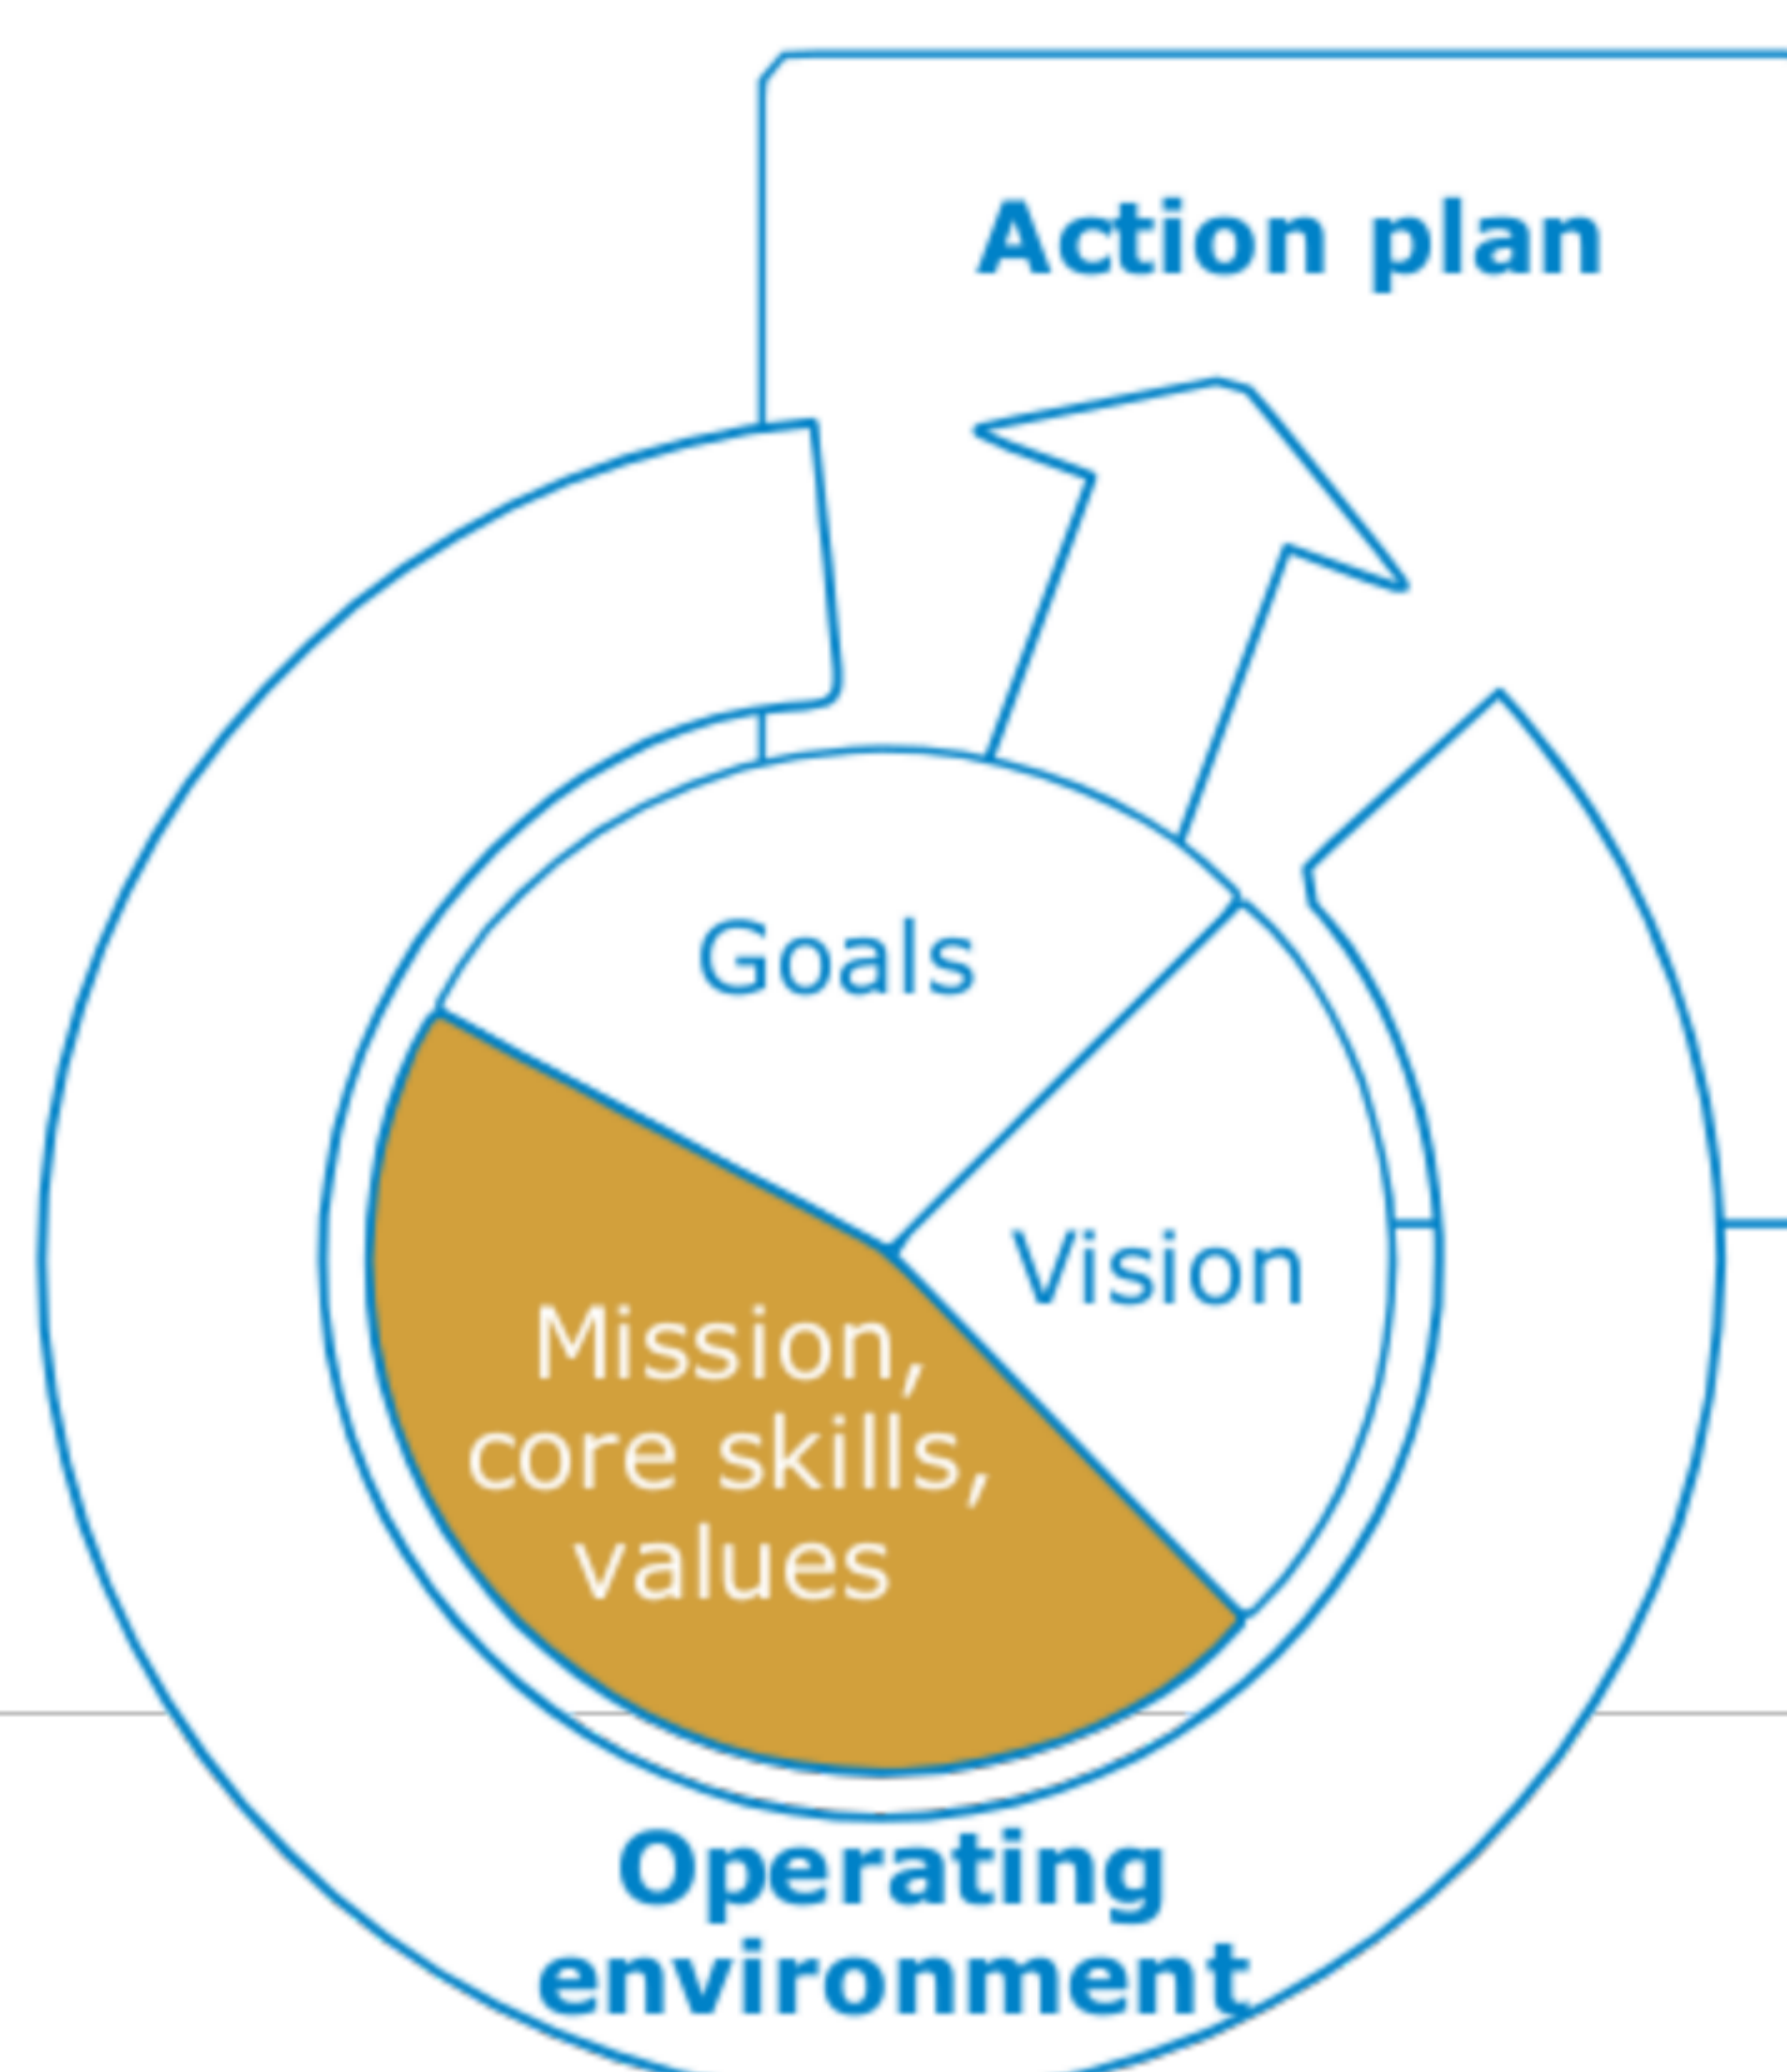 Action plan
Goals
Vision
Mission,
core skills,
values
Operating
environment